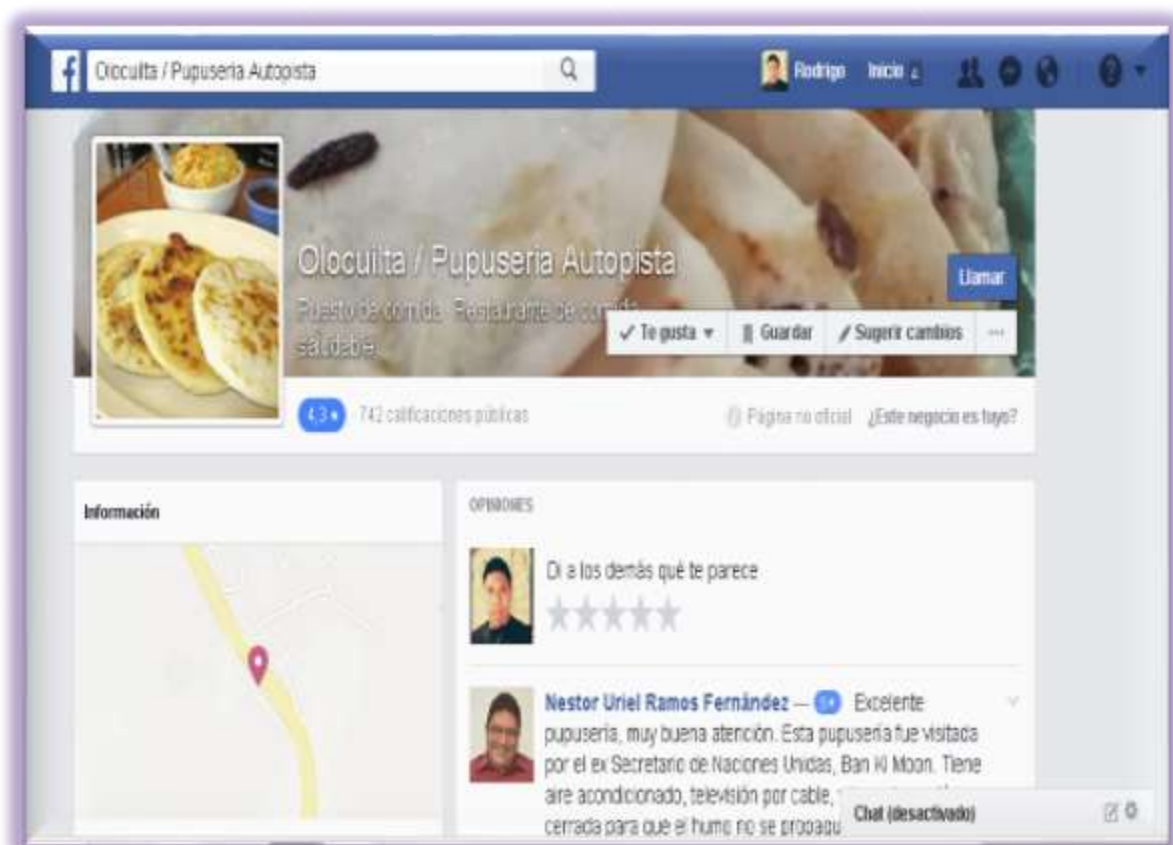 Olocuilta / Pupuseria Autopista
Rodrigo Inicio
Olocuilta / Pupuseria Autopista
Puesto de comida Restaurante de comida
saludable
Llamar
Te gusta Guardar Sugerir cambios ...
4,3 742 calificaciones públicas Página no oficial ¿Este negocio es tuyo?
Información
OPINIONES
Di a los demás qué te parece
Nestor Uriel Ramos Fernández — Excelente
pupusería, muy buena atención. Esta pupusería fue visitada
por el ex Secretario de Naciones Unidas, Ban Ki Moon. Tiene
aire acondicionado, televisión por cable,
cerrada para que el humo no se propagu
Chat (desactivado)